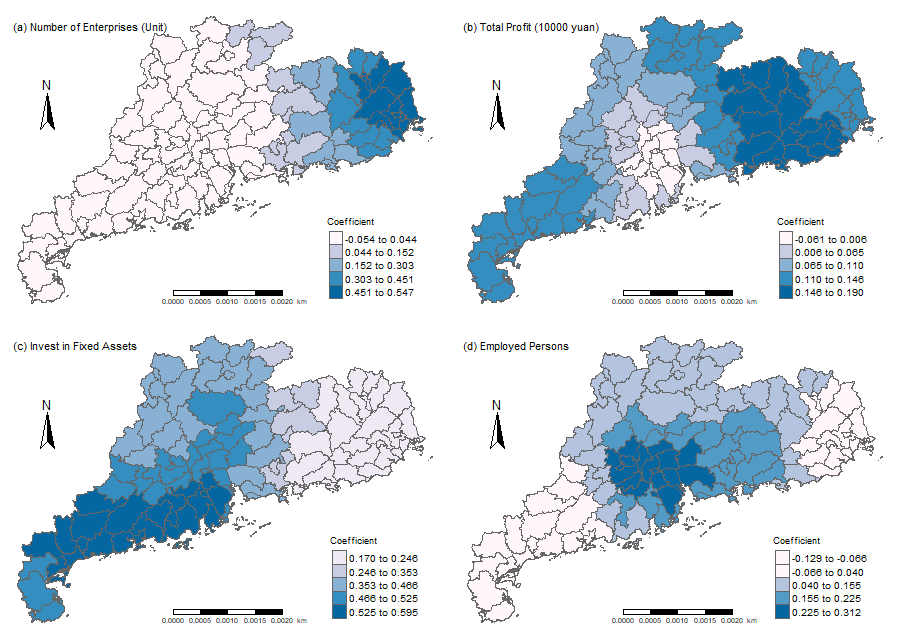 (a) Number of Enterprises (Unit)
N
Coefficient
-0.054 to 0.044
0.044 to 0.152
0.152 to 0.303
0.303 to 0.451
0.451 to 0.547
0.0000 0.0005 0.0010 0.0015 0.0020 km
(b) Total Profit (10000 yuan)
N
Coefficient
-0.061 to 0.006
0.006 to 0.065
0.065 to 0.110
0.110 to 0.146
0.146 to 0.190
0.0000 0.0005 0.0010 0.0015 0.0020 km
(c) Invest in Fixed Assets
N
Coefficient
0.170 to 0.246
0.246 to 0.353
0.353 to 0.466
0.466 to 0.525
0.525 to 0.595
0.0000 0.0005 0.0010 0.0015 0.0020 km
(d) Employed Persons
N
Coefficient
-0.129 to -0.066
-0.066 to 0.040
0.040 to 0.155
0.155 to 0.225
0.225 to 0.312
0.0000 0.0005 0.0010 0.0015 0.0020 km